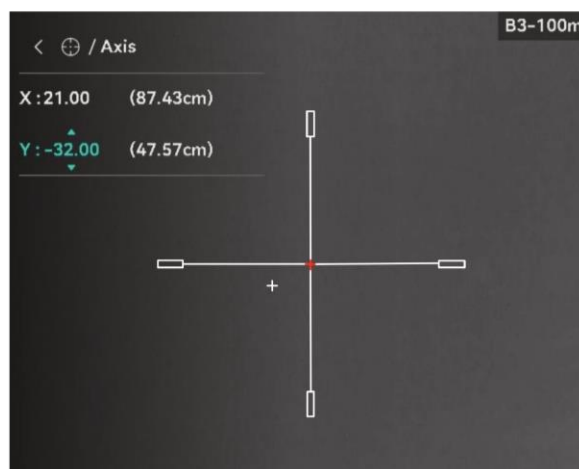 B3-100m
/ Axis
X :21.00 (87.43cm)
Y : -32.00 (47.57cm)